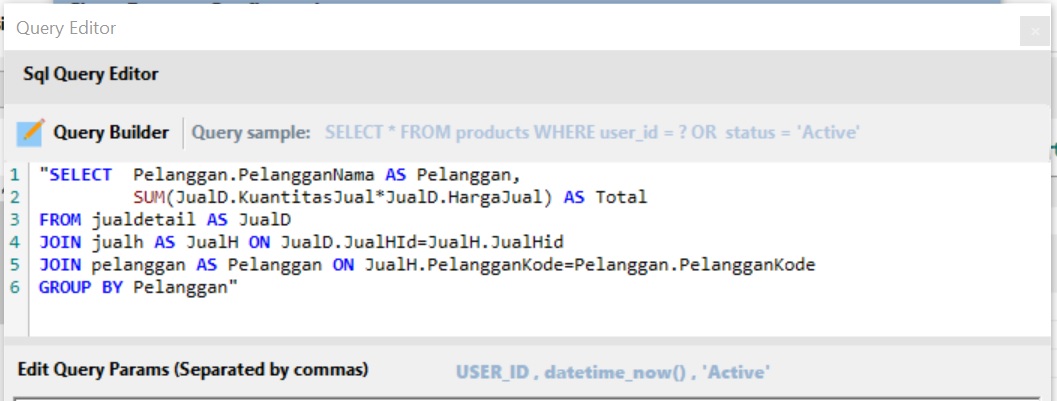 Query Editor
Sql Query Editor
Query Builder Query sample: SELECT * FROM products WHERE user_id = ? OR status = 'Active'
1 "SELECT Pelanggan.PelangganNama AS Pelanggan,
2 SUM(JualD.KuantitasJual*JualD.HargaJual) AS Total
3 FROM jualdetail AS JualD
4 JOIN jualh AS JualH ON JualD.JualHId=JualH.JualHid
5 JOIN pelanggan AS Pelanggan ON JualH.PelangganKode=Pelanggan.PelangganKode
6 GROUP BY Pelanggan"
Edit Query Params (Separated by commas) USER_ID , datetime_now() , 'Active'